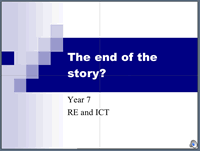 The end of the
story?
Year 7
RE and ICT